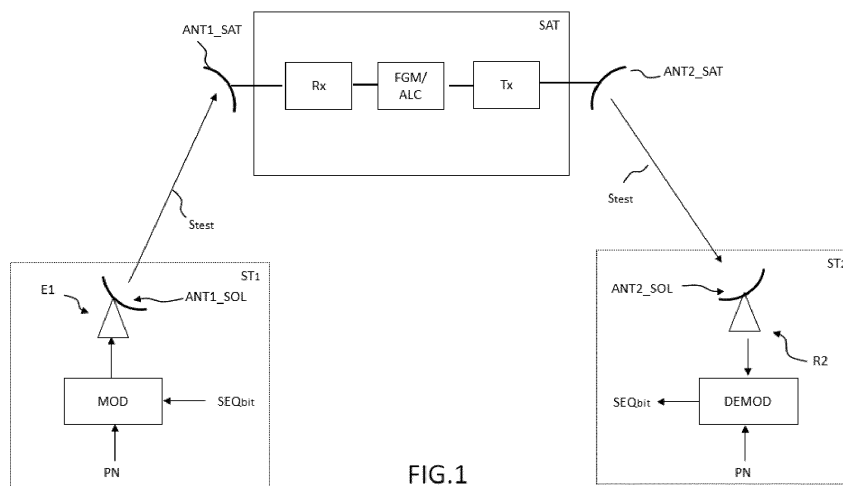 ANT1_SAT
SAT
Rx
FGM/
ALC
Tx
ANT2_SAT
Stest
Stest
ST1
E1
ANT1_SOL
MOD
SEQbit
PN
ST2
ANT2_SOL
R2
SEQbit
DEMOD
PN
FIG.1